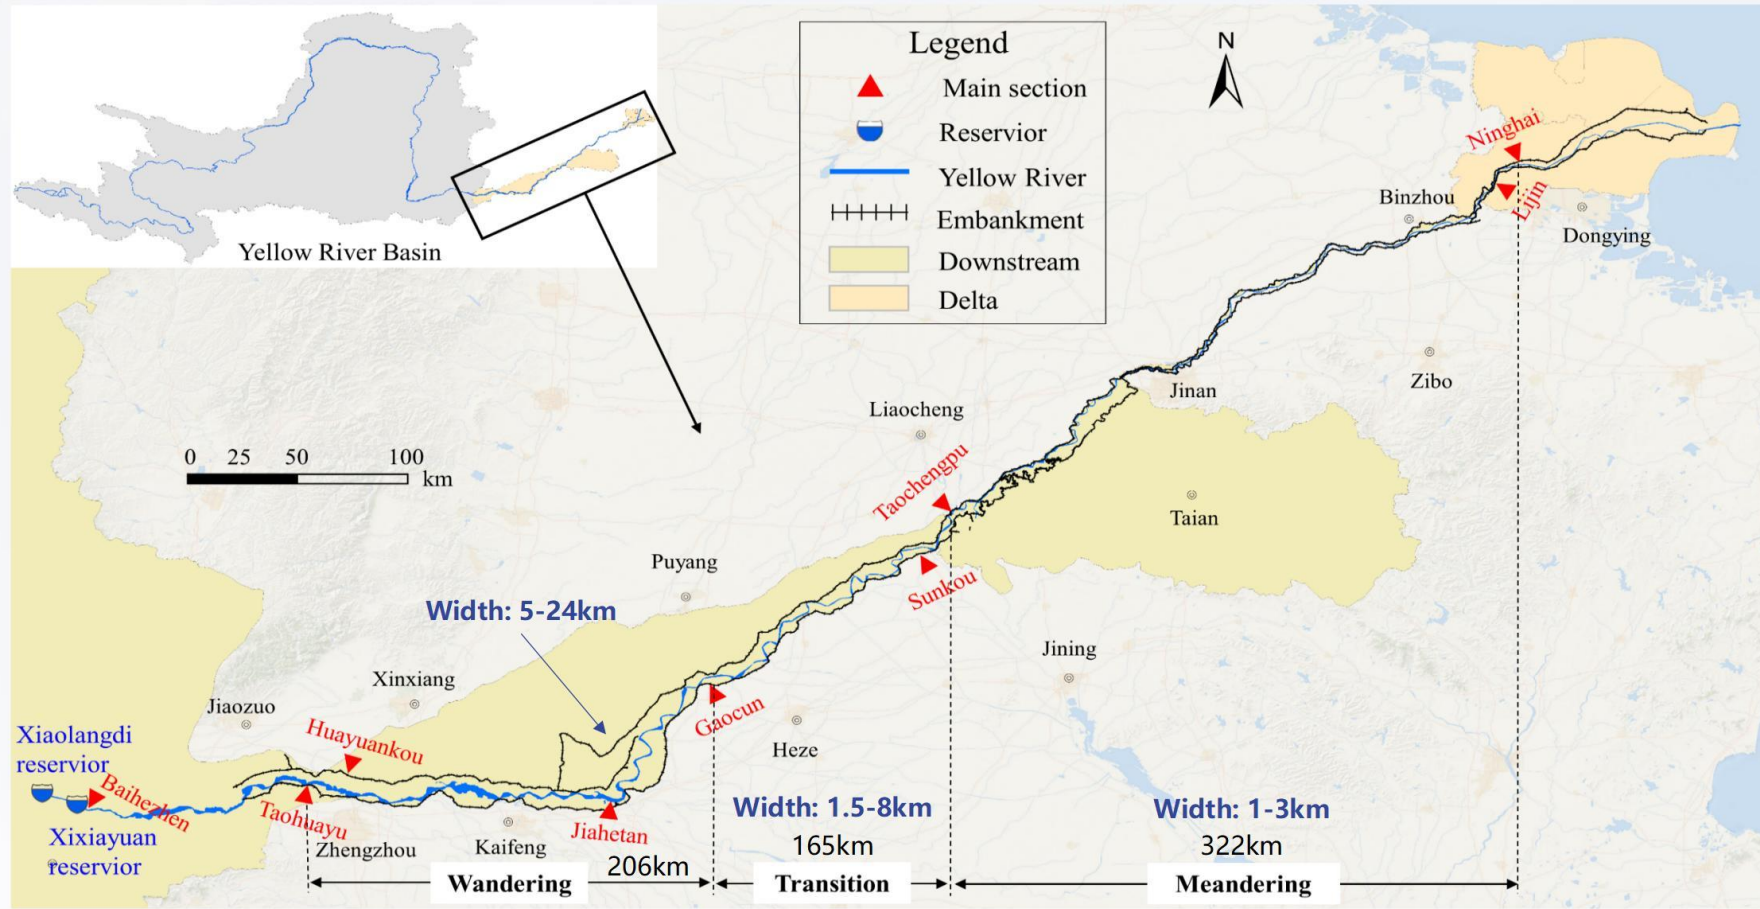 Yellow River Basin
Legend
Main section
Reservior
Yellow River
Embankment
Downstream
Delta
N
0 25 50 100
km
Ninghai
Lijin
Binzhou
Dongying
Zibo
Jinan
Liaocheng
Taochengpu
Taian
Sunkou
Puyang
Width: 5-24km
Jining
Xinxiang
Jiaozuo
Gaocun
Heze
Huayuankou
Xiaolangdi
reservior
Baihezhen
Xixiayuan
reservior
Taohuayu
Zhengzhou
Kaifeng
Jiahetan
Width: 1.5-8km
Width: 1-3km
206km
165km
322km
Wandering
Transition
Meandering